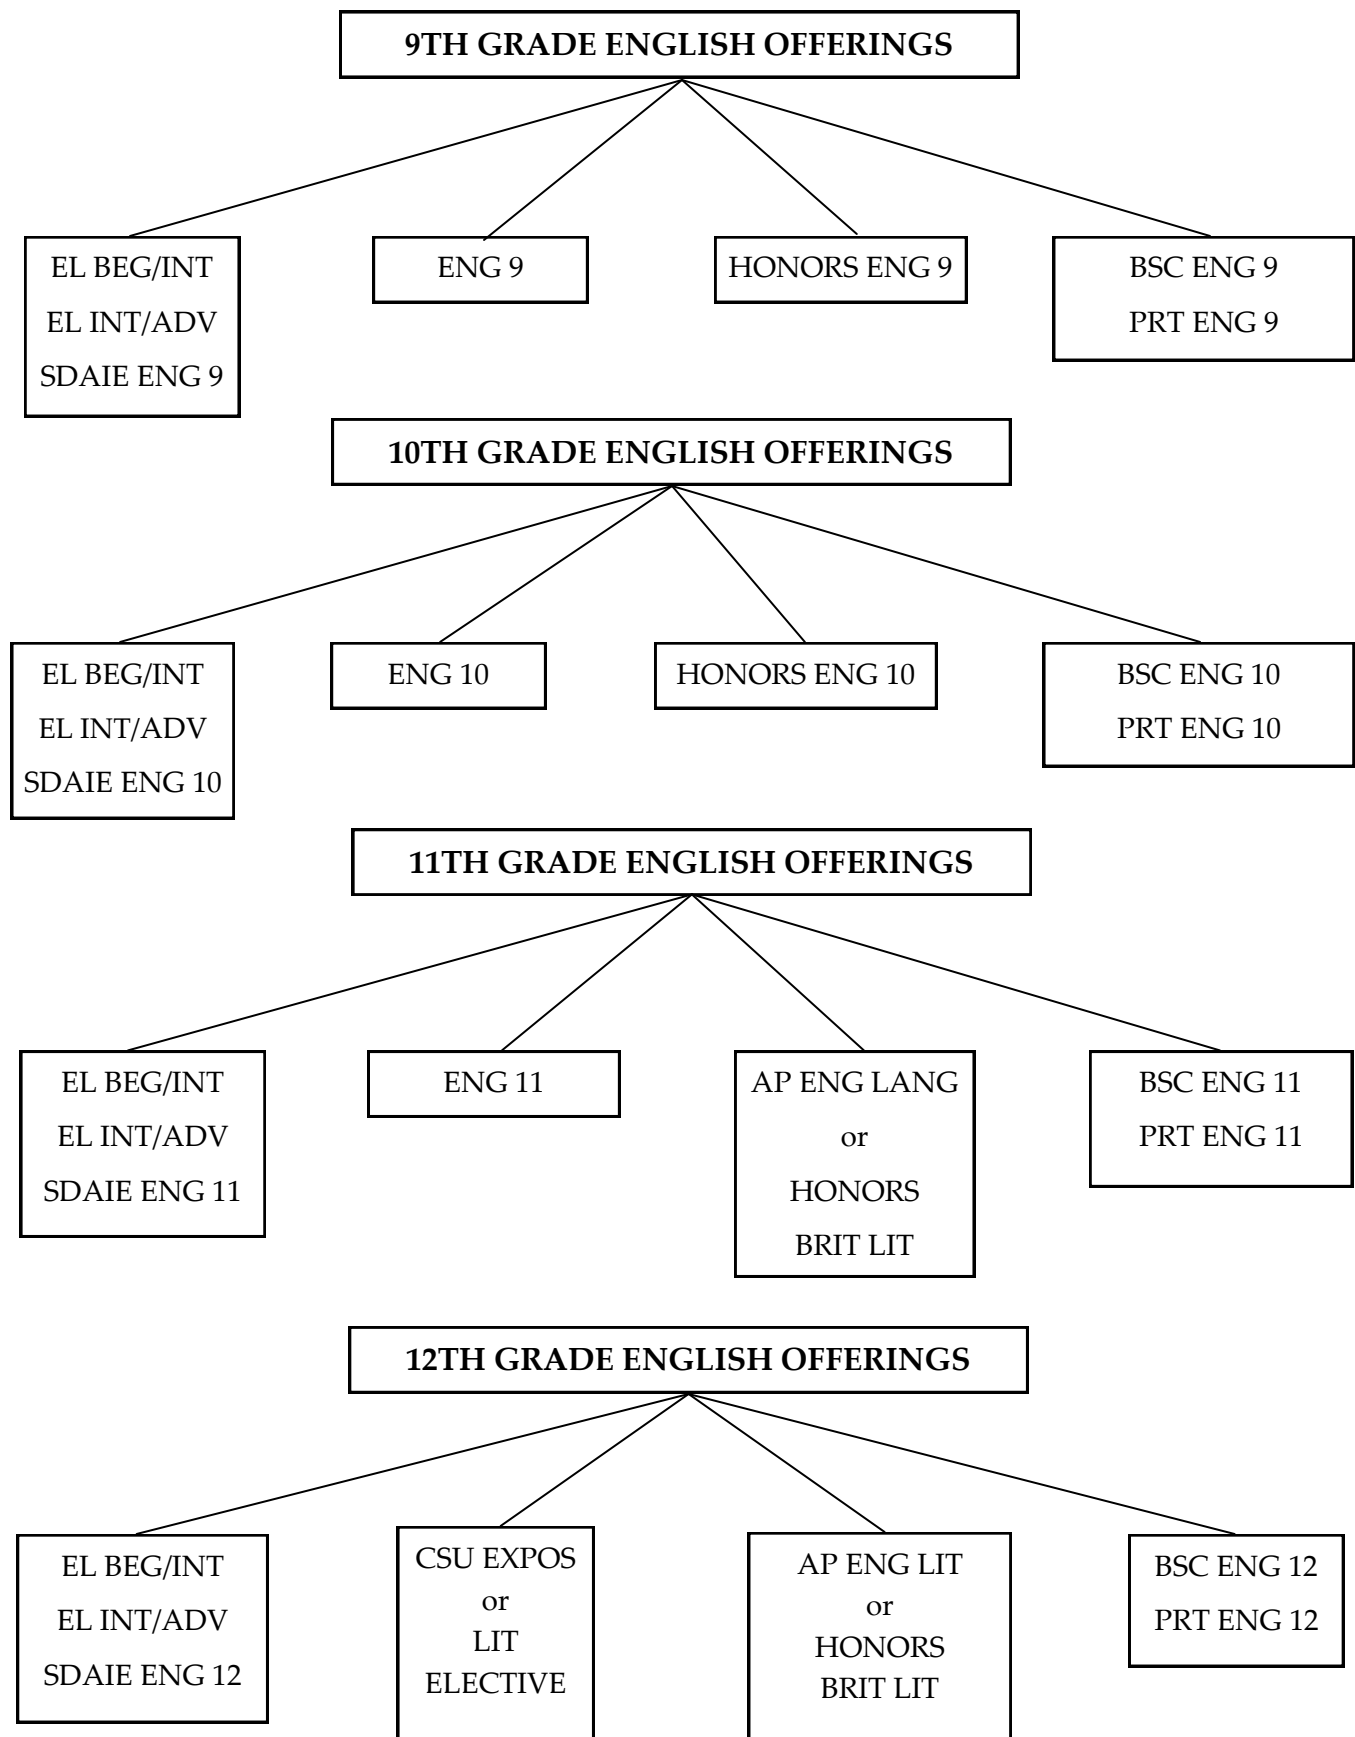 9TH GRADE ENGLISH OFFERINGS
EL BEG/INT
EL INT/ADV
SDAIE ENG 9
ENG 9
HONORS ENG 9
BSC ENG 9
PRT ENG 9
10TH GRADE ENGLISH OFFERINGS
EL BEG/INT
EL INT/ADV
SDAIE ENG 10
ENG 10
HONORS ENG 10
BSC ENG 10
PRT ENG 10
11TH GRADE ENGLISH OFFERINGS
EL BEG/INT
EL INT/ADV
SDAIE ENG 11
ENG 11
AP ENG LANG
or
HONORS
BRIT LIT
BSC ENG 11
PRT ENG 11
12TH GRADE ENGLISH OFFERINGS
EL BEG/INT
EL INT/ADV
SDAIE ENG 12
CSU EXPOS
or
LIT
ELECTIVE
AP ENG LIT
or
HONORS
BRIT LIT
BSC ENG 12
PRT ENG 12